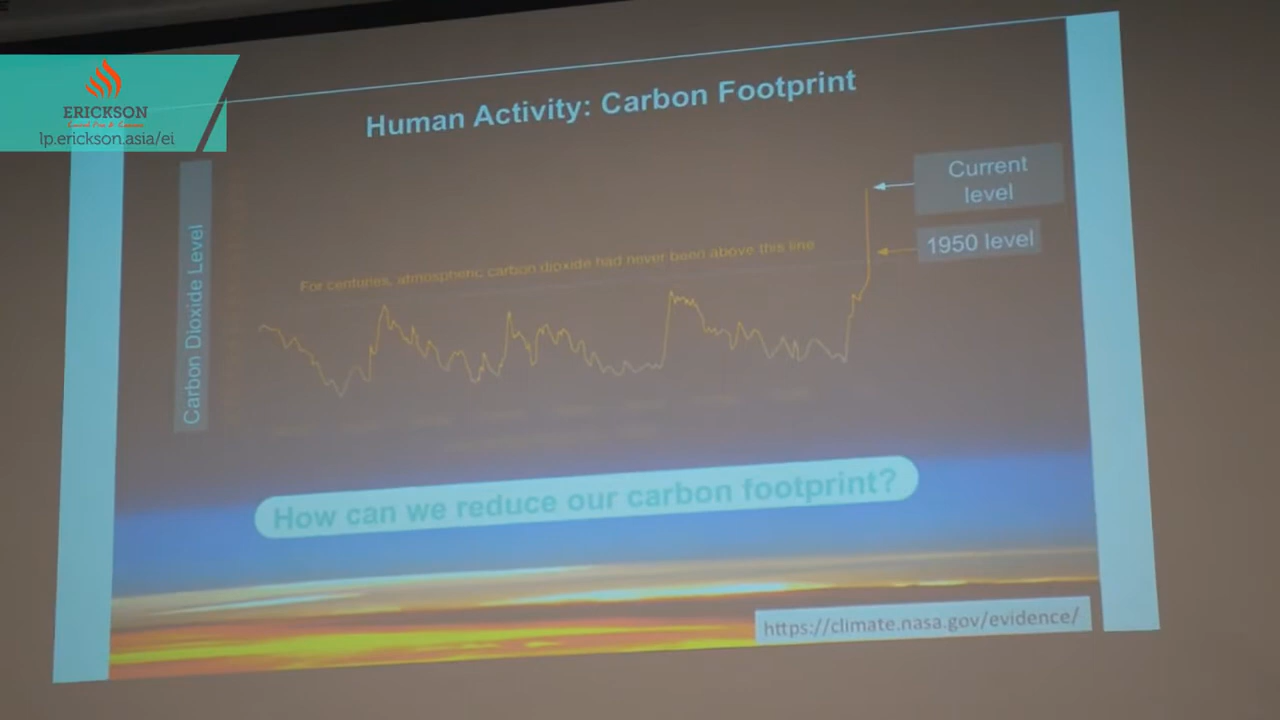 ERICKSON
lp.erickson.asia/ei
Human Activity: Carbon Footprint
Current
level
1950 level
For centuries, atmospheric carbon dioxide had never been above this line
Carbon Dioxide Level
How can we reduce our carbon footprint?
https://climate.nasa.gov/evidence/